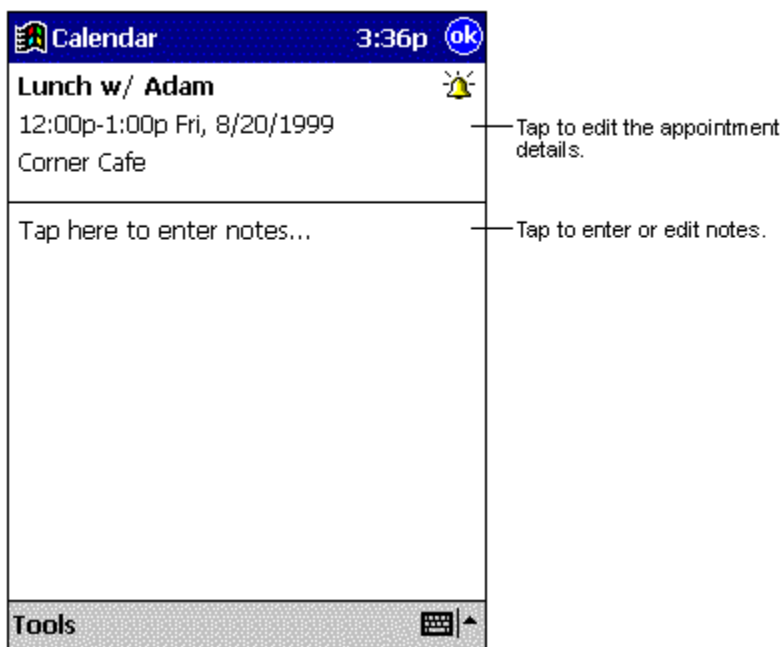 Calendar 3:36p ok
Lunch w/ Adam
12:00p-1:00p Fri, 8/20/1999
Corner Cafe
Tap to edit the appointment
details.
Tap here to enter notes...
Tap to enter or edit notes.
Tools